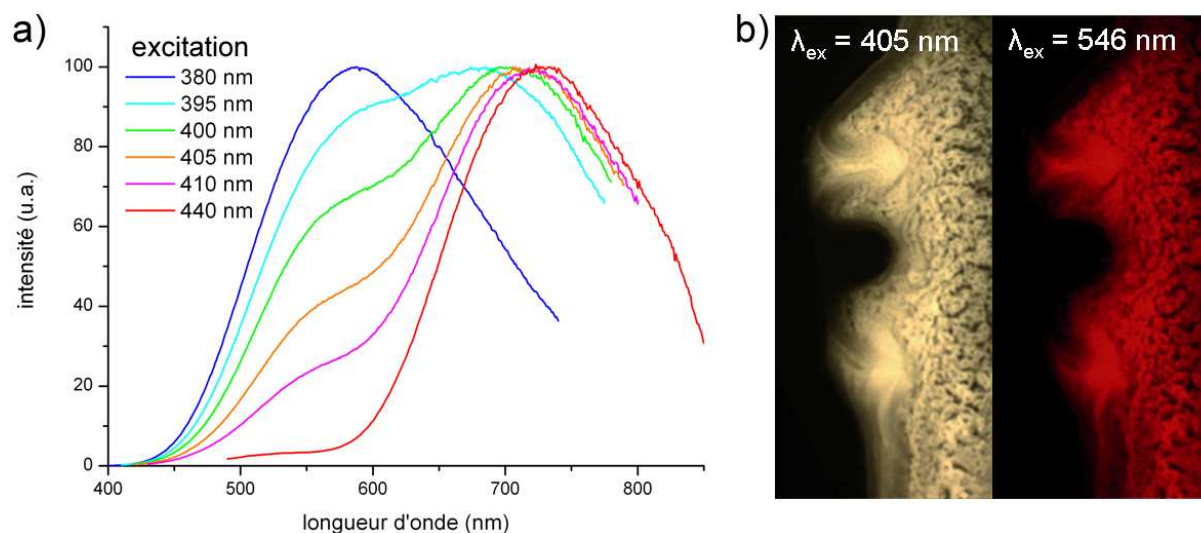 a)
excitation
380 nm
395 nm
400 nm
405 nm
410 nm
440 nm
100
80
60
40
20
0
intensité (u.a.)
400 500 600 700 800
longueur d'onde (nm)
b)
λex = 405 nm
λex = 546 nm